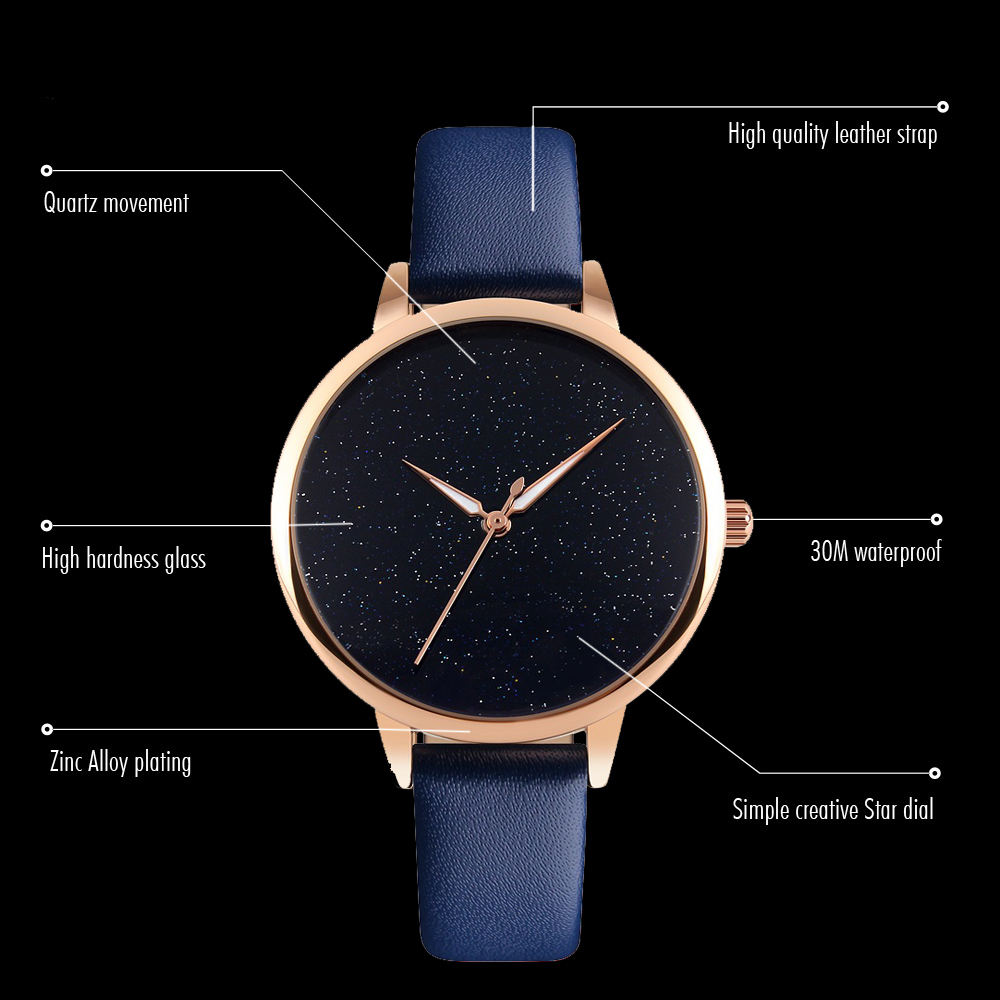 High quality leather strap
Quartz movement
High hardness glass
30M waterproof
Zinc Alloy plating
Simple creative Star dial